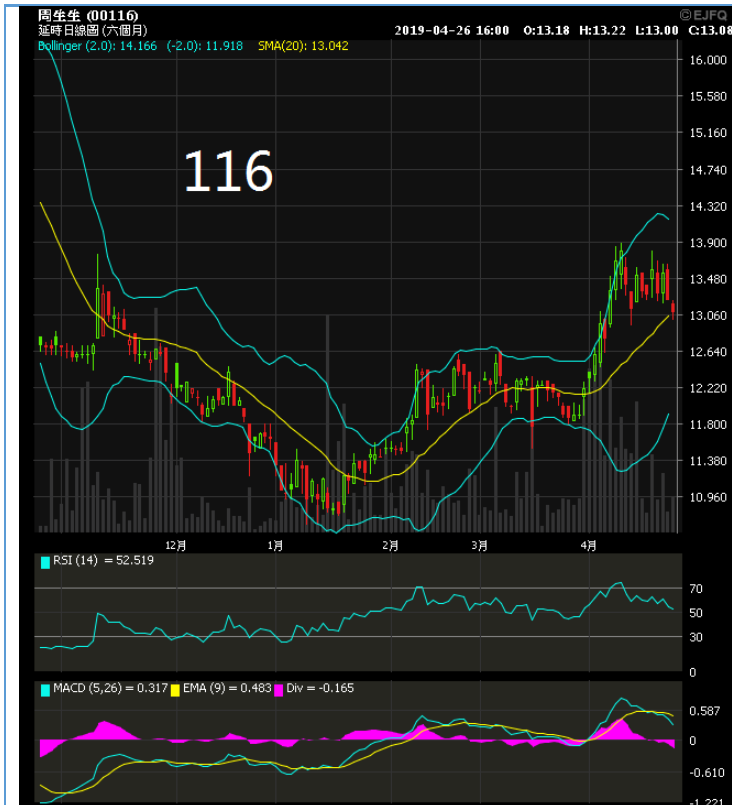 周生生 (00116)
©EJFQ
延時日線圖 (六個月)
2019-04-26 16:00 O:13.18 H:13.22 L:13.00 C:13.08
Bollinger (2.0): 14.166 (-2.0): 11.918 SMA(20): 13.042
16.000
15.580
15.160
116
14.740
14.320
13.900
13.480
13.060
12.640
12.220
11.800
11.380
10.960
12月 1月 2月 3月 4月
RSI (14) = 52.519
70
50
30
0
MACD (5,26) = 0.317 EMA (9) = 0.483 Div = -0.165
0.587
0
-0.610
-1.221